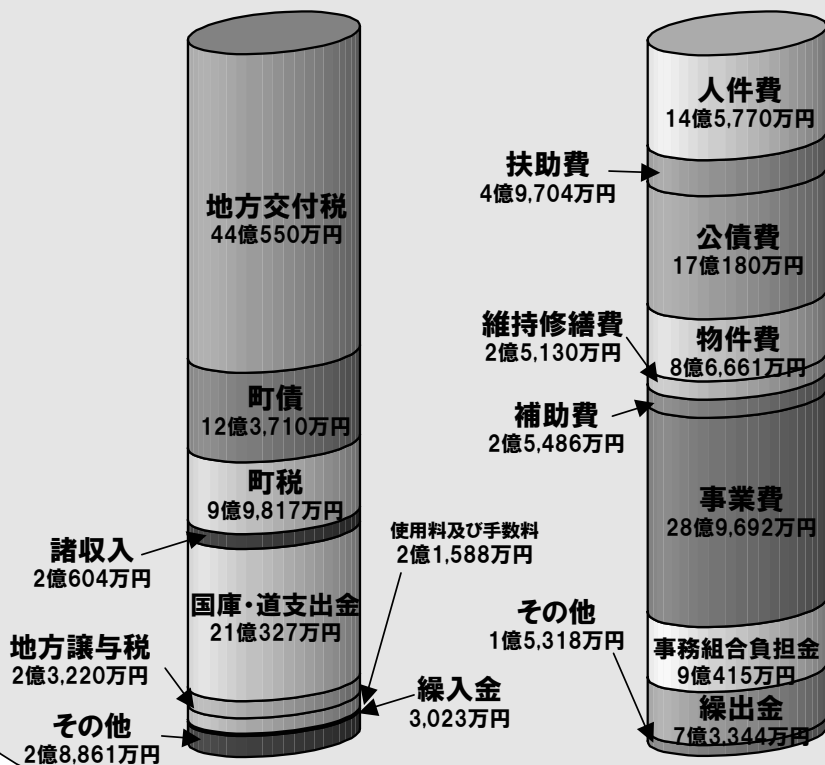 地方交付税
44億550万円
町債
12億3,710万円
町税
9億9,817万円
諸収入
2億604万円
国庫・道支出金
21億327万円
使用料及び手数料
2億1,588万円
地方譲与税
2億3,220万円
繰入金
3,023万円
その他
2億8,861万円
人件費
14億5,770万円
扶助費
4億9,704万円
公債費
17億180万円
物件費
8億6,661万円
維持修繕費
2億5,130万円
補助費
2億5,486万円
事業費
28億9,692万円
その他
1億5,318万円
事務組合負担金
9億415万円
繰出金
7億3,344万円